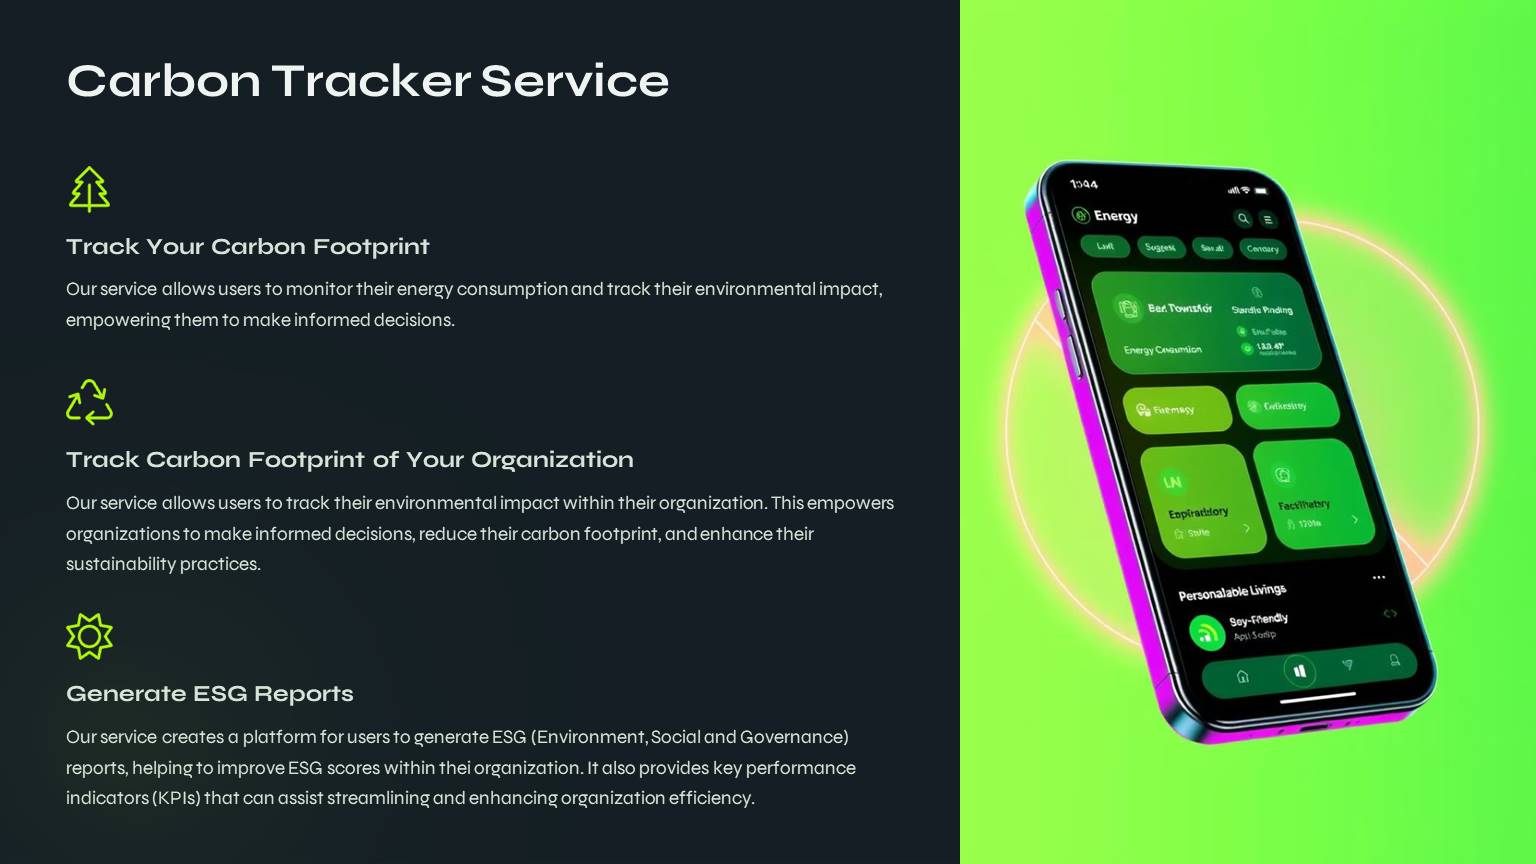 Carbon Tracker Service
Track Your Carbon Footprint
Our service allows users to monitor their energy consumption and track their environmental impact,
empowering them to make informed decisions.
Track Carbon Footprint of Your Organization
Our service allows users to track their environmental impact within their organization. This empowers
organizations to make informed decisions, reduce their carbon footprint, and enhance their
sustainability practices.
Generate ESG Reports
Our service creates a platform for users to generate ESG (Environment, Social and Governance)
reports, helping to improve ESG scores within thei organization. It also provides key performance
indicators (KPIs) that can assist streamlining and enhancing organization efficiency.
Energy
Energy
Personalable Livings